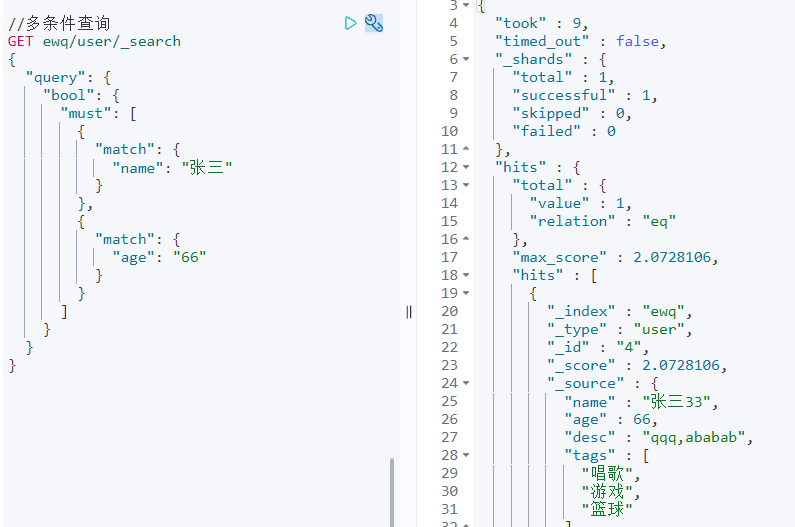 //多条件查询
GET ewq/user/_search
{
  "query": {
    "bool": {
      "must": [
        {
          "match": {
            "name": "张三"
          }
        },
        {
          "match": {
            "age": "66"
          }
        }
      ]
    }
  }
}
3 {
4 "took" : 9,
5 "timed_out" : false,
6 "_shards" : {
7 "total" : 1,
8 "successful" : 1,
9 "skipped" : 0,
10 "failed" : 0
11 },
12 "hits" : {
13 "total" : {
14 "value" : 1,
15 "relation" : "eq"
16 },
17 "max_score" : 2.0728106,
18 "hits" : [
19 {
20 "_index" : "ewq",
21 "_type" : "user",
22 "_id" : "4",
23 "_score" : 2.0728106,
24 "_source" : {
25 "name" : "张三33",
26 "age" : 66,
27 "desc" : "qqq,ababab",
28 "tags" : [
29 "唱歌",
30 "游戏",
31 "篮球"
32 ]